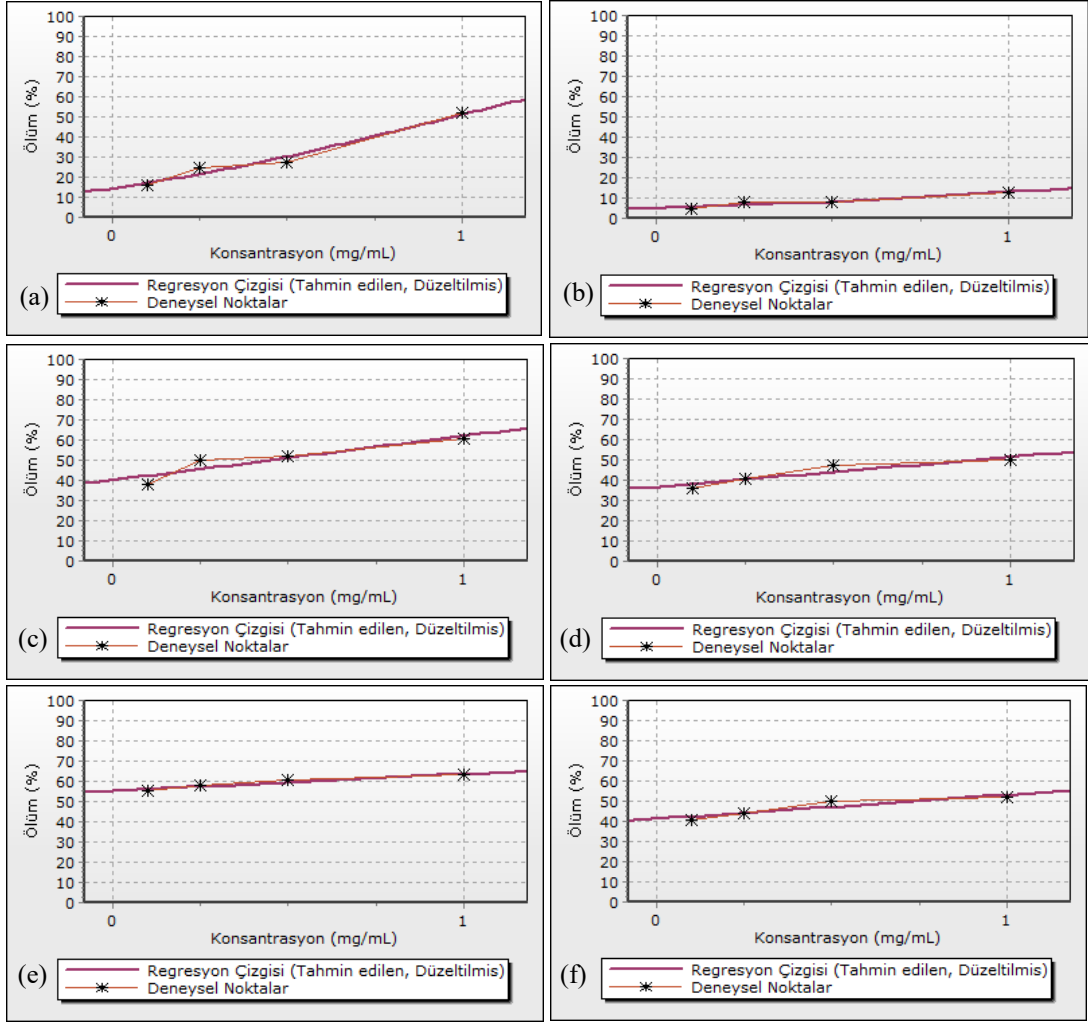 100
90
80
70
60
50
40
30
20
10
0
Ölüm (%)
0 1
Konsantrasyon (mg/mL)
Regresyon Çizgisi (Tahmin edilen, Düzeltilmis)
Deneysel Noktalar
(a)
100
90
80
70
60
50
40
30
20
10
0
Ölüm (%)
0 1
Konsantrasyon (mg/mL)
Regresyon Çizgisi (Tahmin edilen, Düzeltilmis)
Deneysel Noktalar
(b)
100
90
80
70
60
50
40
30
20
10
0
Ölüm (%)
0 1
Konsantrasyon (mg/mL)
Regresyon Çizgisi (Tahmin edilen, Düzeltilmis)
Deneysel Noktalar
(c)
100
90
80
70
60
50
40
30
20
10
0
Ölüm (%)
0 1
Konsantrasyon (mg/mL)
Regresyon Çizgisi (Tahmin edilen, Düzeltilmis)
Deneysel Noktalar
(d)
100
90
80
70
60
50
40
30
20
10
0
Ölüm (%)
0 1
Konsantrasyon (mg/mL)
Regresyon Çizgisi (Tahmin edilen, Düzeltilmis)
Deneysel Noktalar
(e)
100
90
80
70
60
50
40
30
20
10
0
Ölüm (%)
0 1
Konsantrasyon (mg/mL)
Regresyon Çizgisi (Tahmin edilen, Düzeltilmis)
Deneysel Noktalar
(f)